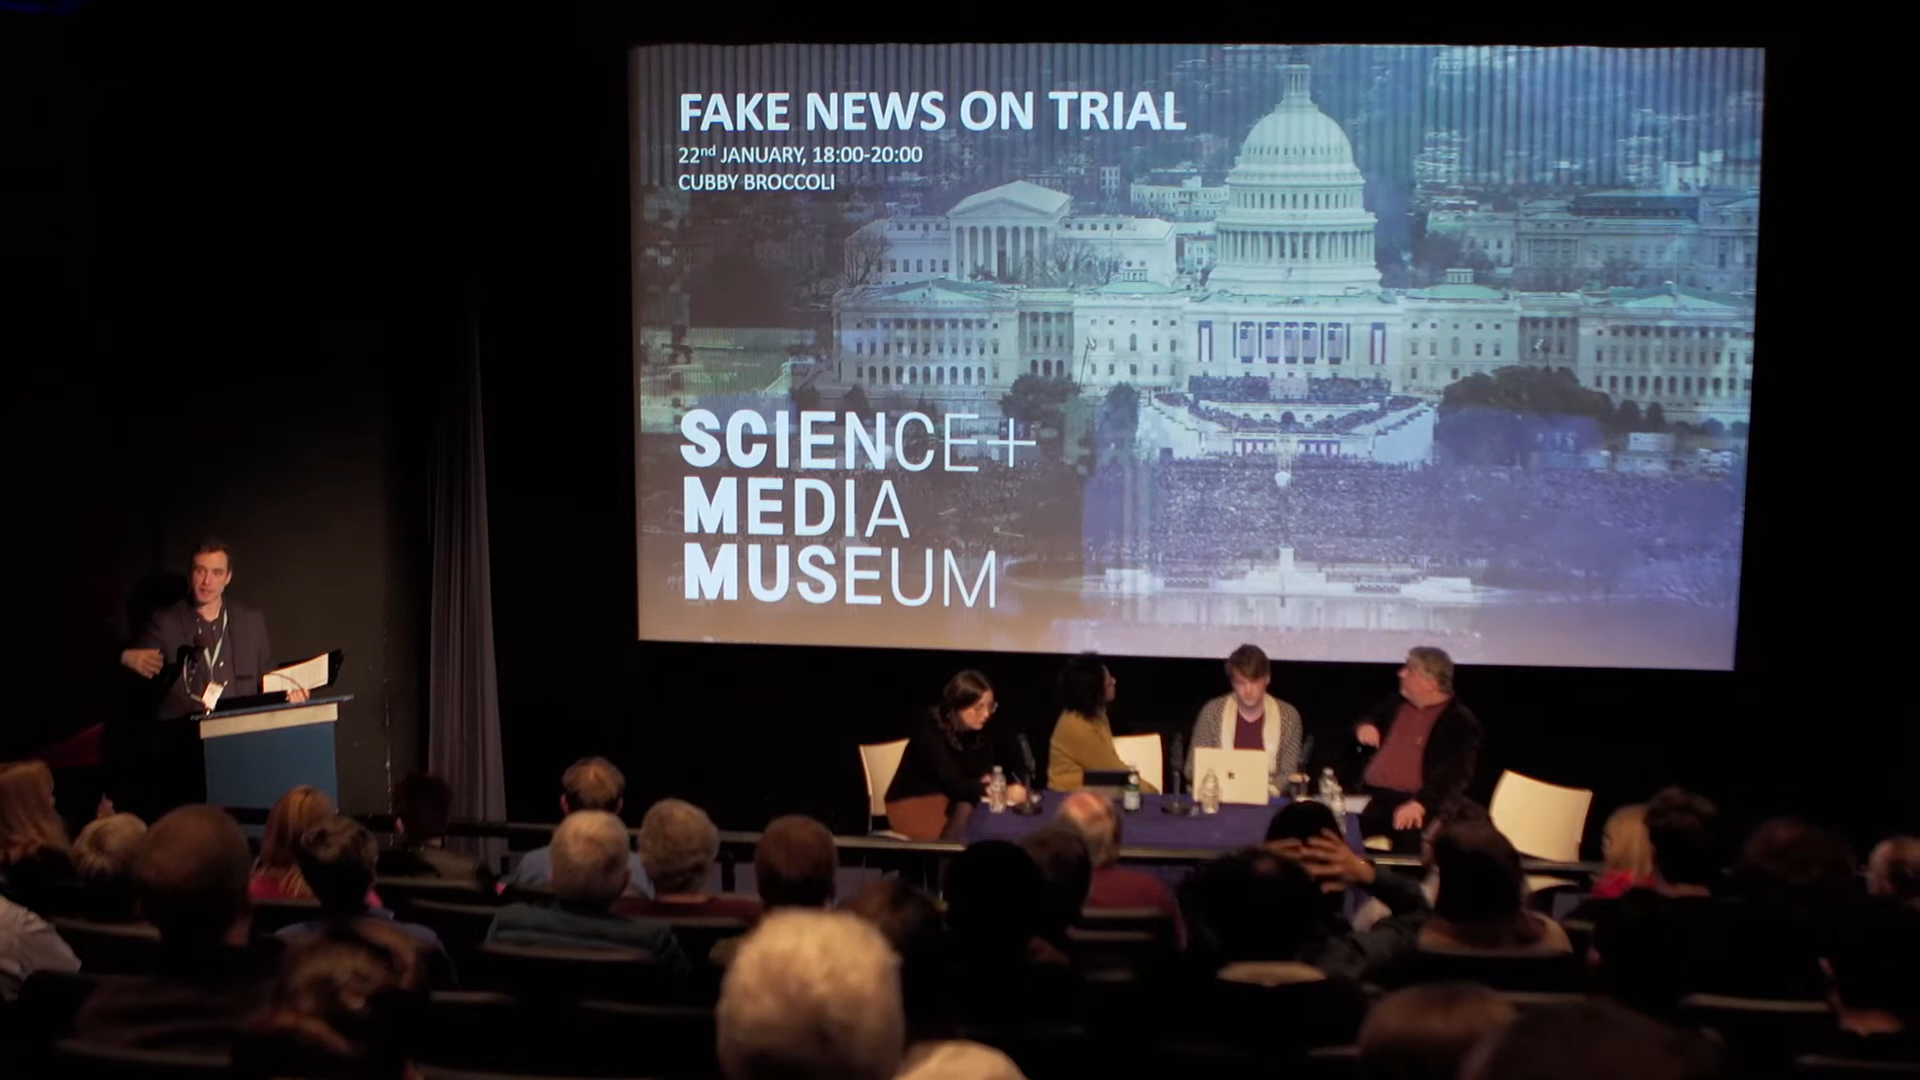 FAKE NEWS ON TRIAL
22nd JANUARY, 18:00-20:00
CUBBY BROCCOLI
SCIENCE+
MEDIA
MUSEUM